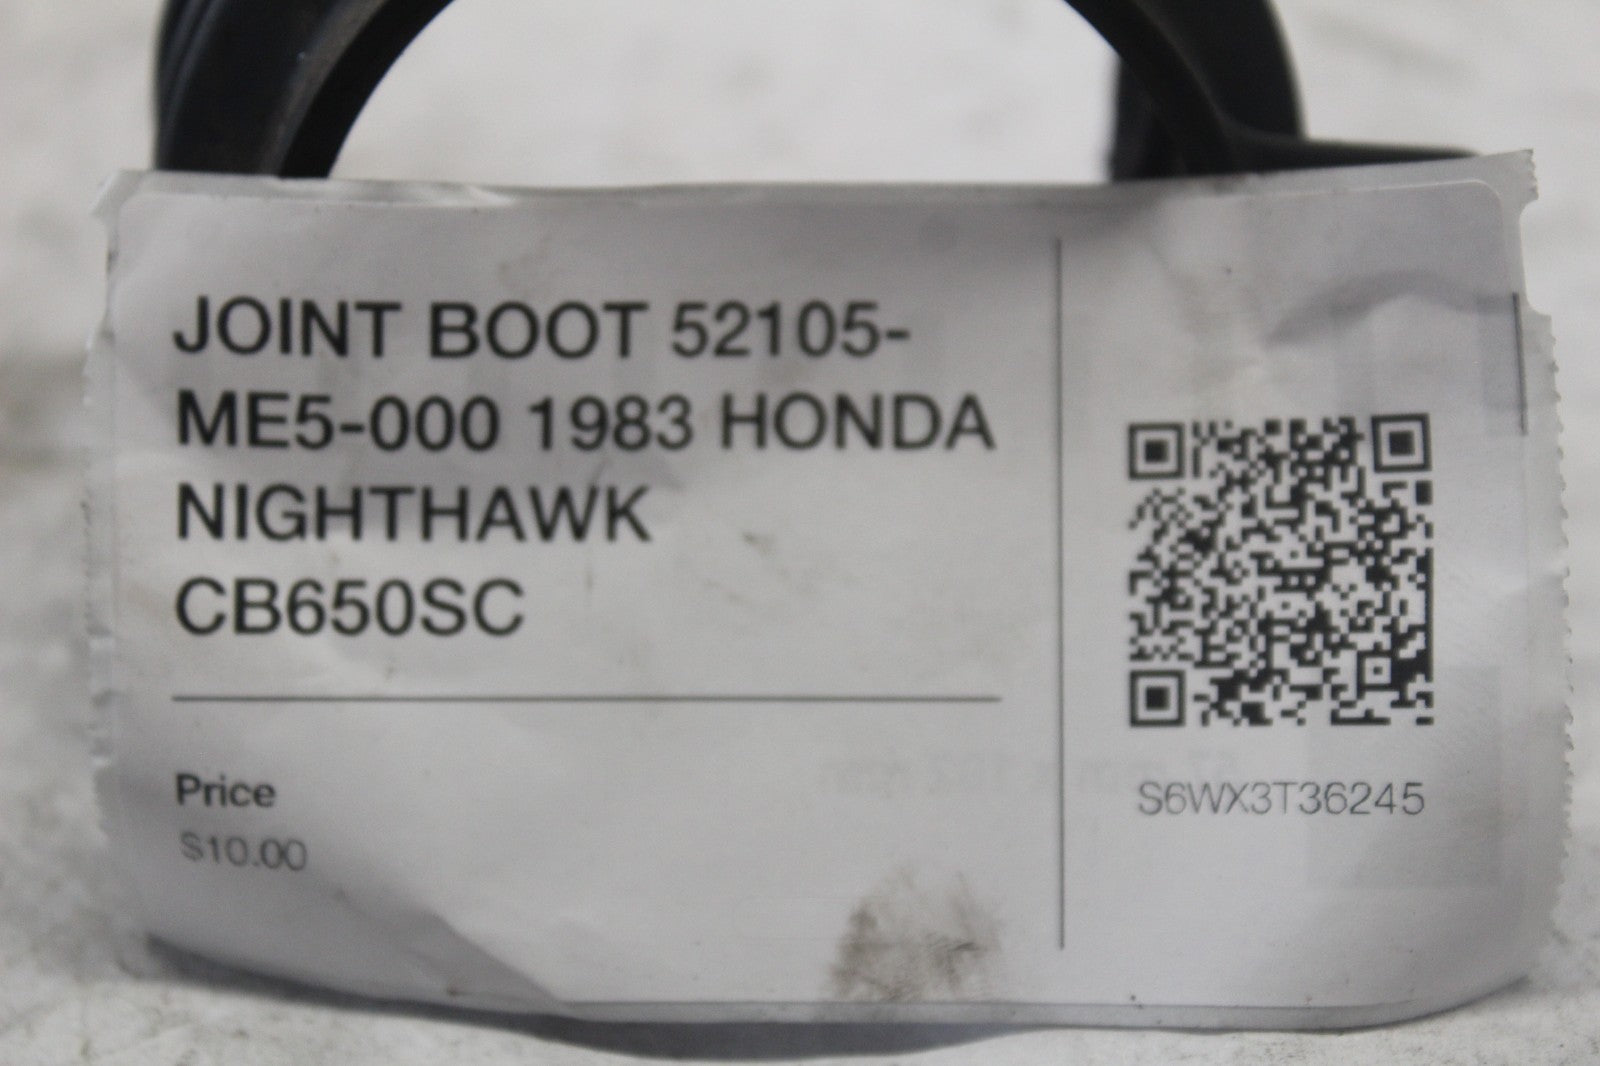 JOINT BOOT 52105-
ME5-000 1983 HONDA
NIGHTHAWK
CB650SC
Price
$10.00
S6WX3T36245